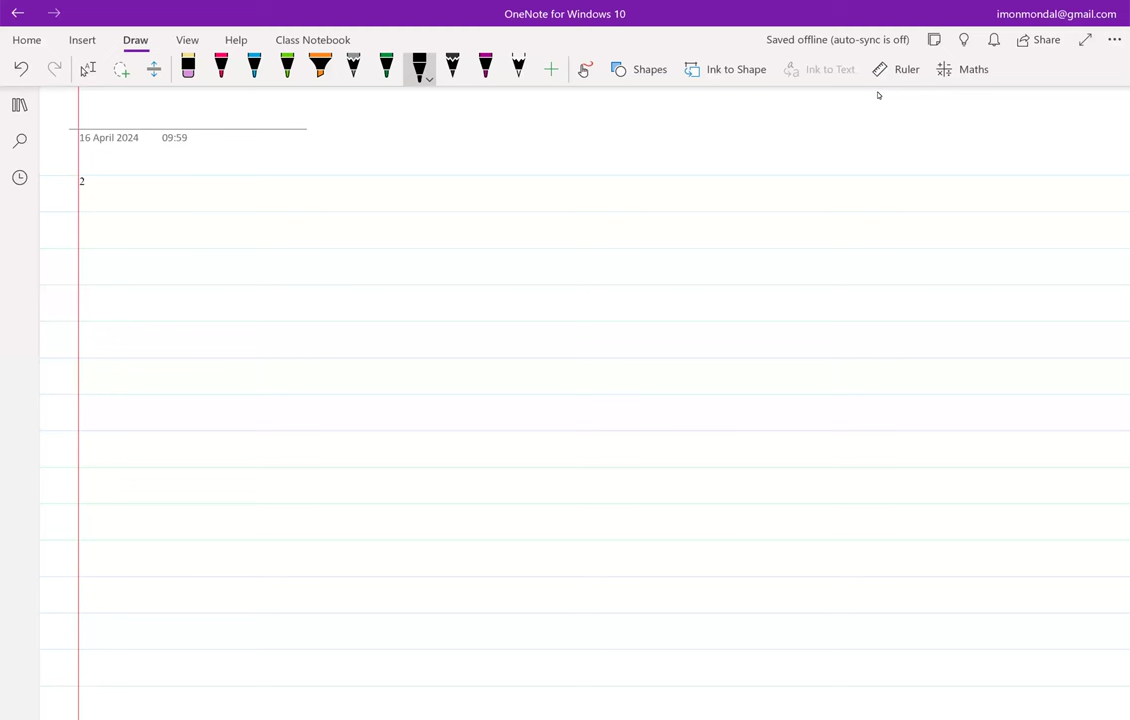 OneNote for Windows 10
imonmondal@gmail.com
Home
Insert
Draw
View
Help
Class Notebook
Saved offline (auto-sync is off)
Share
Shapes
Ink to Shape
Ink to Text
Ruler
Maths
16 April 2024
09:59
2